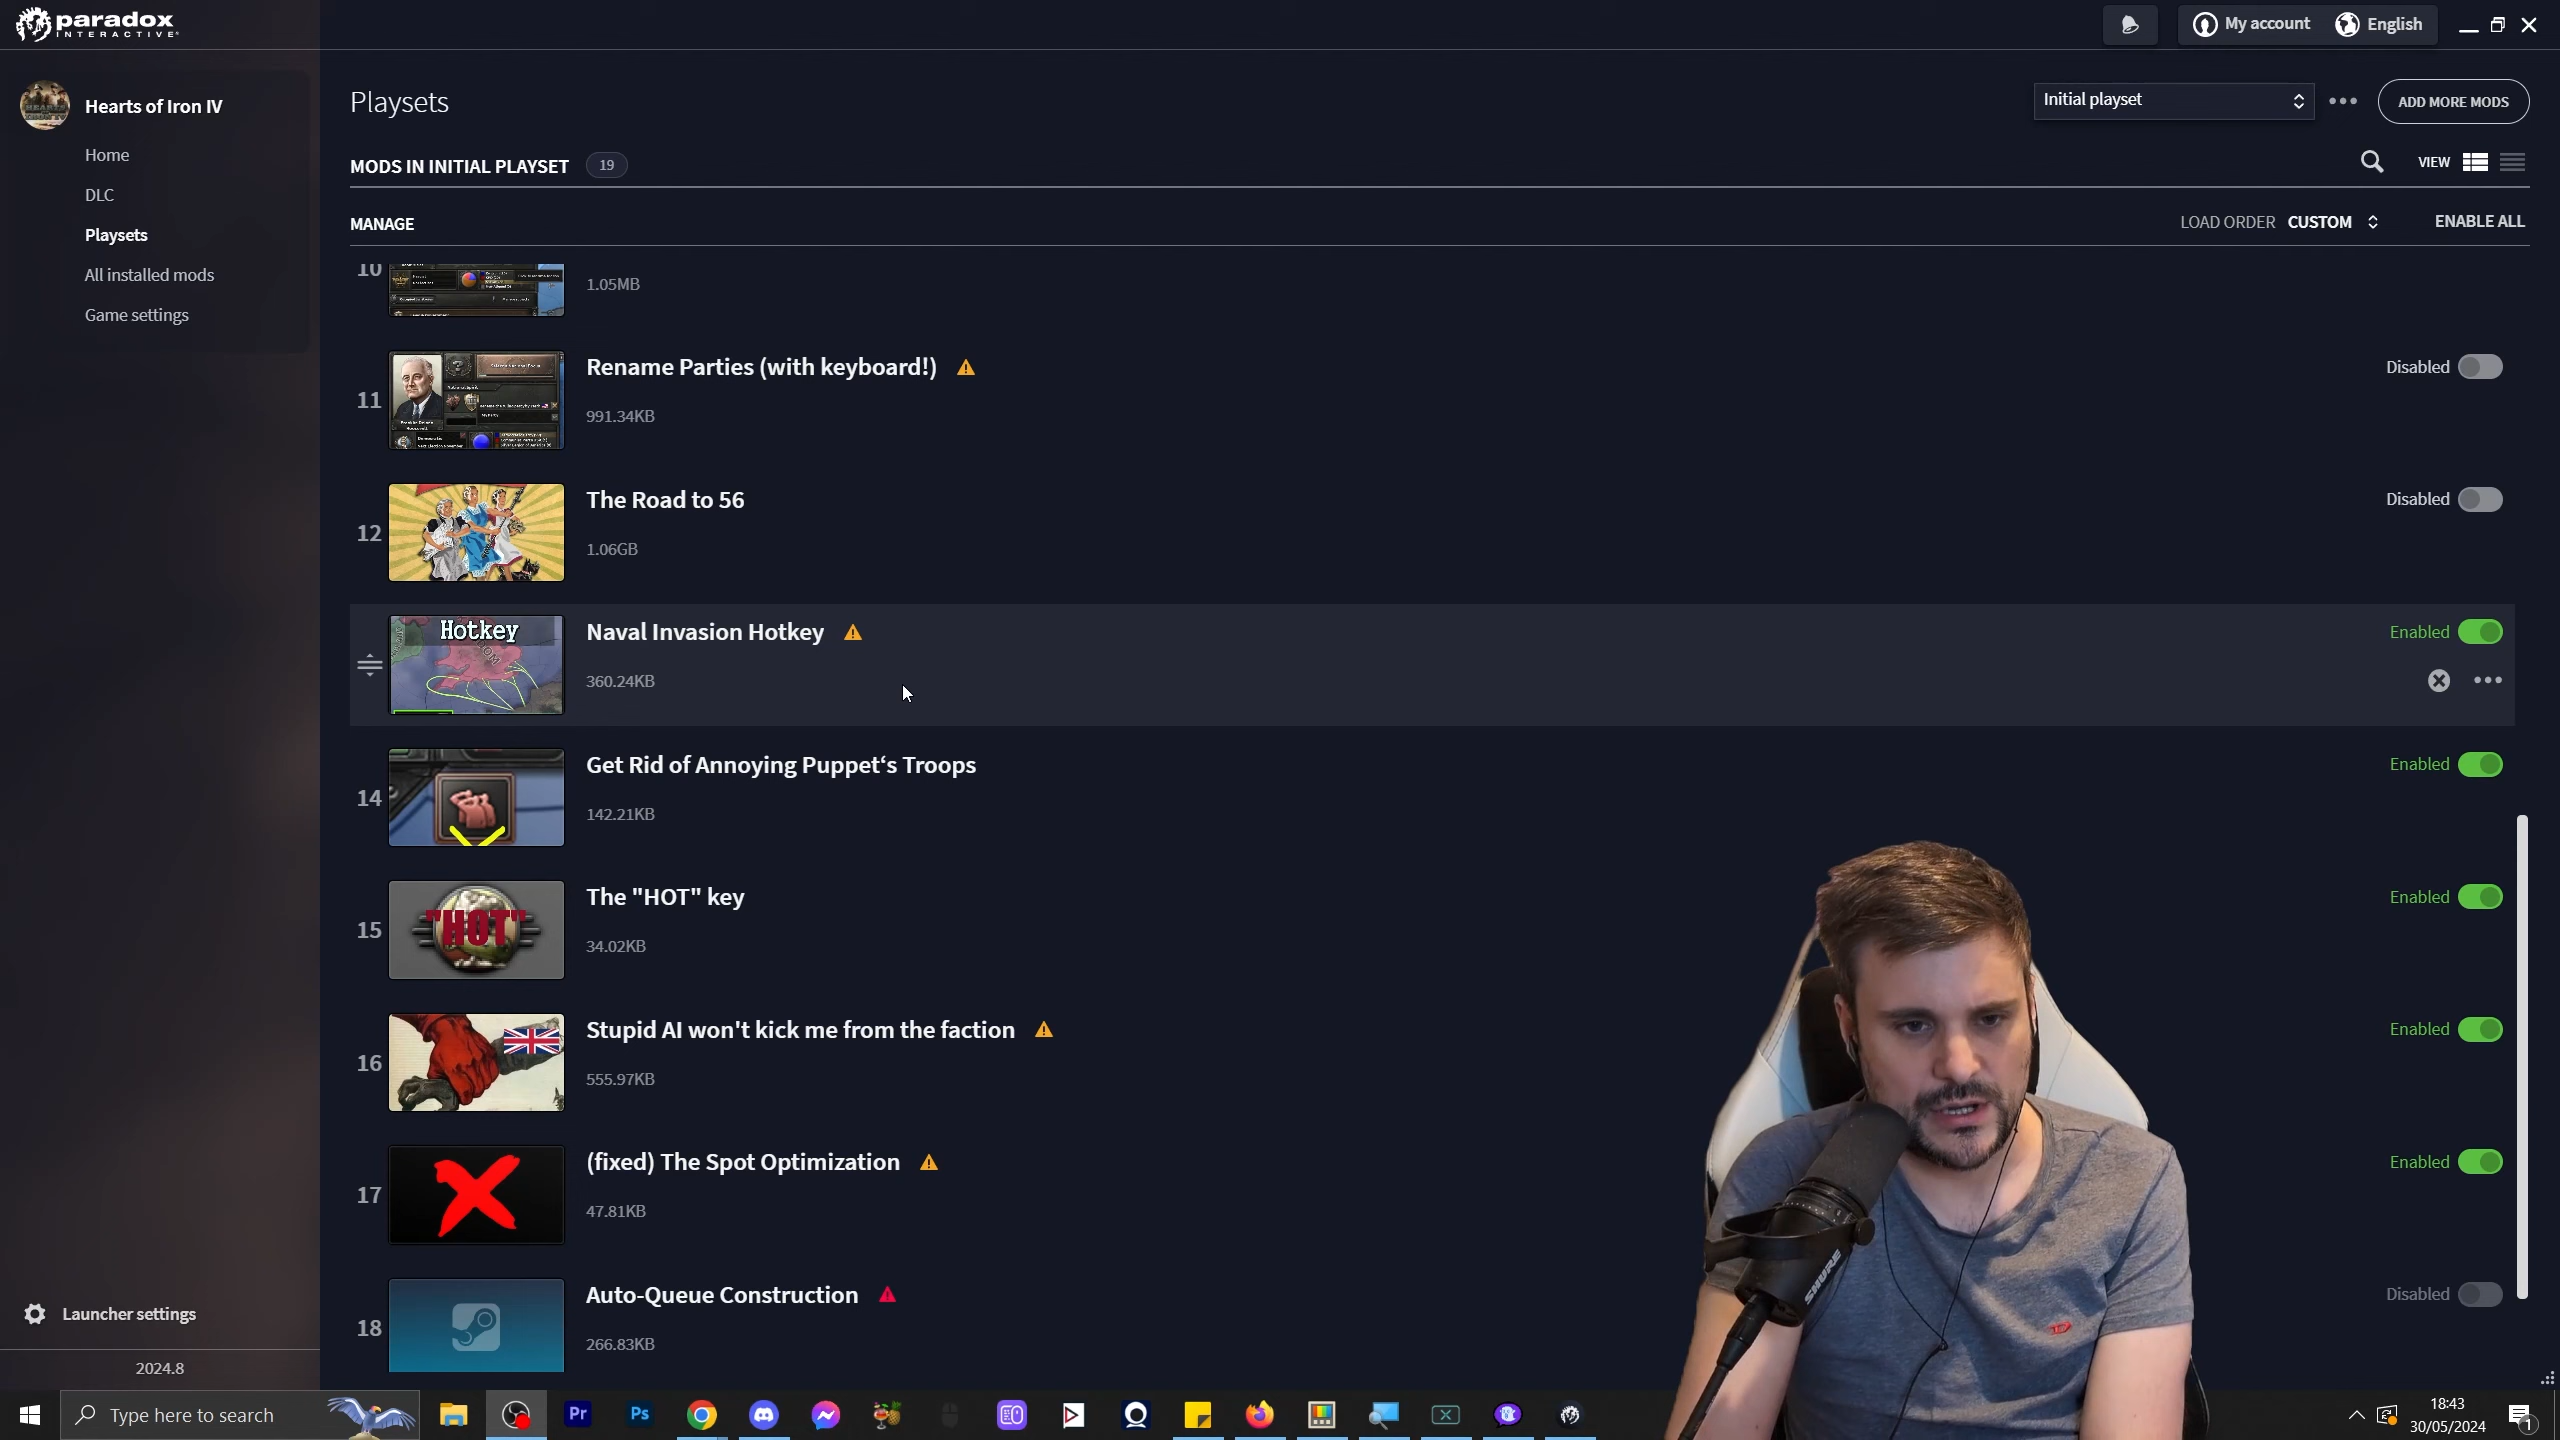 paradox
INTERACTIVE
My account
English
Hearts of Iron IV
Home
DLC
Playsets
All installed mods
Game settings
Playsets
Initial playset
ADD MORE MODS
MODS IN INITIAL PLAYSET 19
VIEW
MANAGE
LOAD ORDER CUSTOM
ENABLE ALL
10
1.05MB
11
Rename Parties (with keyboard!)
991.34KB
Disabled
12
The Road to 56
1.06GB
Disabled
Hotkey
Naval Invasion Hotkey
360.24KB
Enabled
14
Get Rid of Annoying Puppet‘s Troops
142.21KB
Enabled
15
"HOT"
The "HOT" key
34.02KB
Enabled
16
Stupid AI won't kick me from the faction
555.97KB
Enabled
17
(fixed) The Spot Optimization
47.81KB
Enabled
18
Auto-Queue Construction
266.83KB
Disabled
SHURE
Launcher settings
2024.8
Type here to search
Pr
Ps
18:43
30/05/2024
1